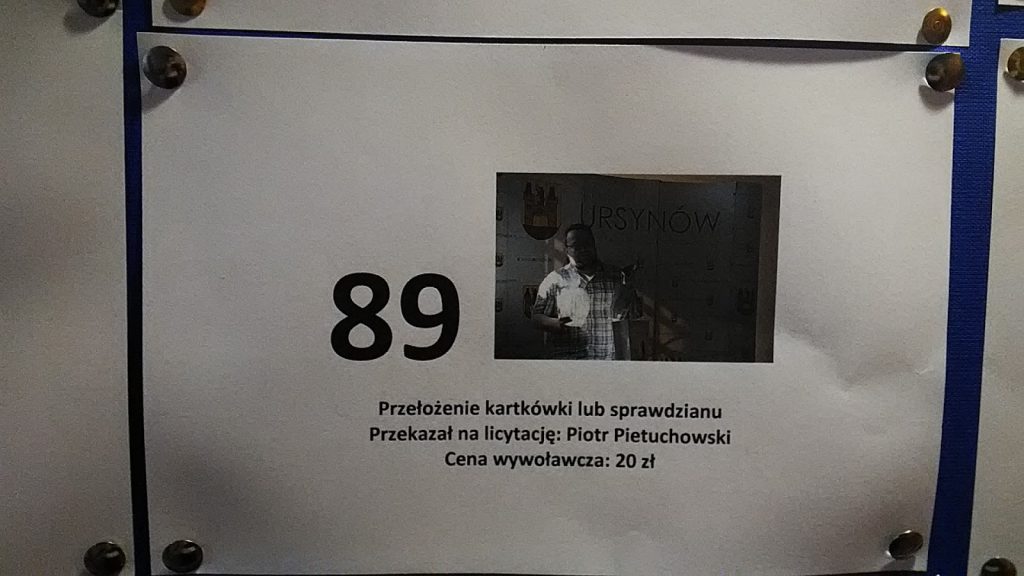 URSYNÓW
89
Przełożenie kartkówki lub sprawdzianu
Przekazał na licytację: Piotr Pietuchowski
Cena wywoławcza: 20 zł